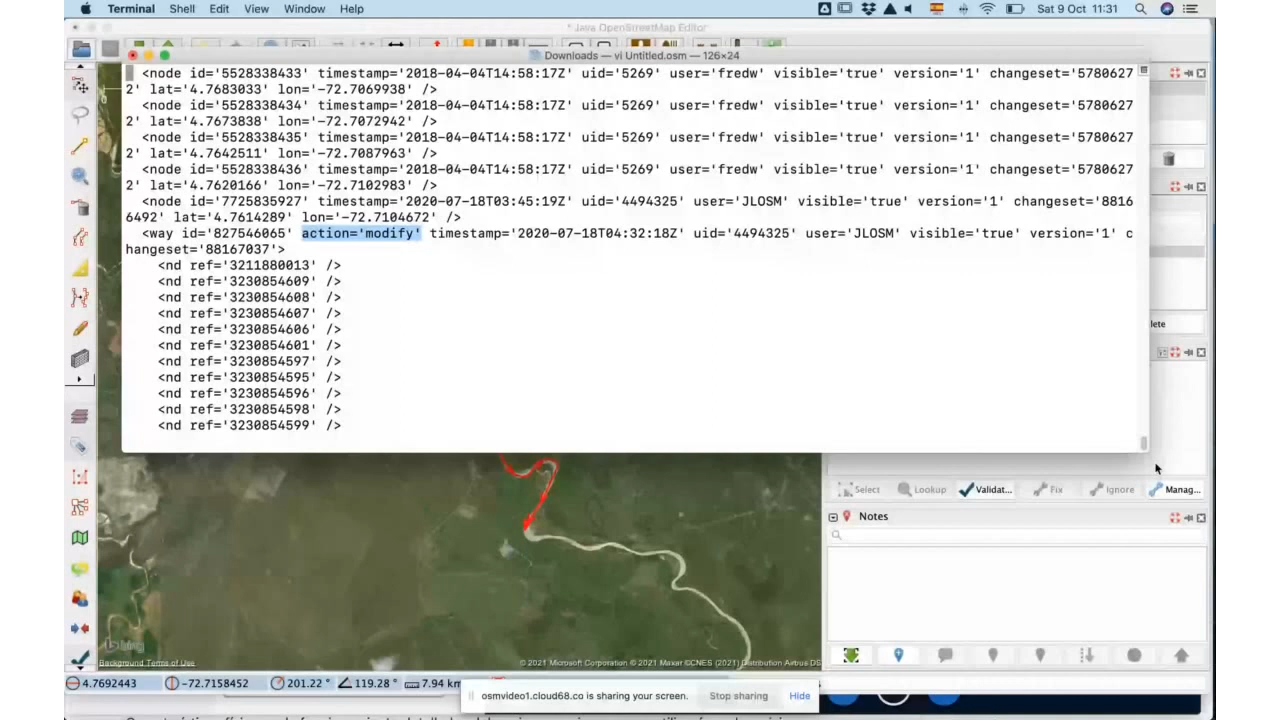 Terminal Shell Edit View Window Help Sat 9 Oct 11:31
* Java OpenStreetMap Editor
Downloads — vi Untitled.osm — 126×24
<node id='5528338433' timestamp='2018-04-04T14:58:17Z' uid='5269' user='fredw' visible='true' version='1' changeset='5780627
2' lat='4.7683033' lon='-72.7069938' />
<node id='5528338434' timestamp='2018-04-04T14:58:17Z' uid='5269' user='fredw' visible='true' version='1' changeset='5780627
2' lat='4.7673838' lon='-72.7072942' />
<node id='5528338435' timestamp='2018-04-04T14:58:17Z' uid='5269' user='fredw' visible='true' version='1' changeset='5780627
2' lat='4.7642511' lon='-72.7087963' />
<node id='5528338436' timestamp='2018-04-04T14:58:17Z' uid='5269' user='fredw' visible='true' version='1' changeset='5780627
2' lat='4.7620166' lon='-72.7102983' />
<node id='7725835927' timestamp='2020-07-18T03:45:19Z' uid='4494325' user='JLOSM' visible='true' version='1' changeset='8816
6492' lat='4.7614289' lon='-72.7104672' />
<way id='827546065' action='modify' timestamp='2020-07-18T04:32:18Z' uid='4494325' user='JLOSM' visible='true' version='1' c
hangeset='88167037'>
<nd ref='3211880013' />
<nd ref='3230854609' />
<nd ref='3230854608' />
<nd ref='3230854607' />
<nd ref='3230854606' />
<nd ref='3230854601' />
<nd ref='3230854597' />
<nd ref='3230854595' />
<nd ref='3230854596' />
<nd ref='3230854598' />
<nd ref='3230854599' />
lete
Select Lookup Validat... Fix Ignore Manag...
Notes
bing
Background Terms of Use
© 2021 Microsoft Corporation © 2021 Maxar ©CNES (2021) Distribution Airbus DS
4.7692443 -72.7158452 201.22 ° 119.28 ° 7.94 km
osmvideo1.cloud68.co is sharing your screen. Stop sharing Hide